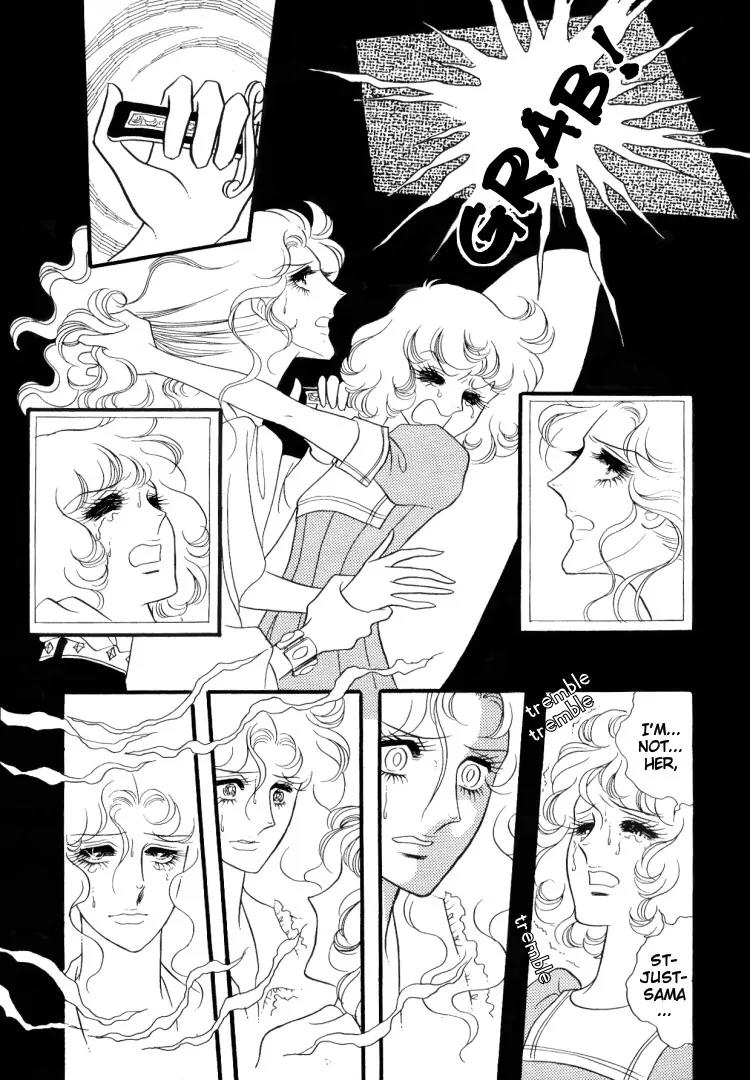 GRAB!
tremble
tremble
I'M...
NOT...
HER,
tremble
ST-
JUST-
SAMA
...